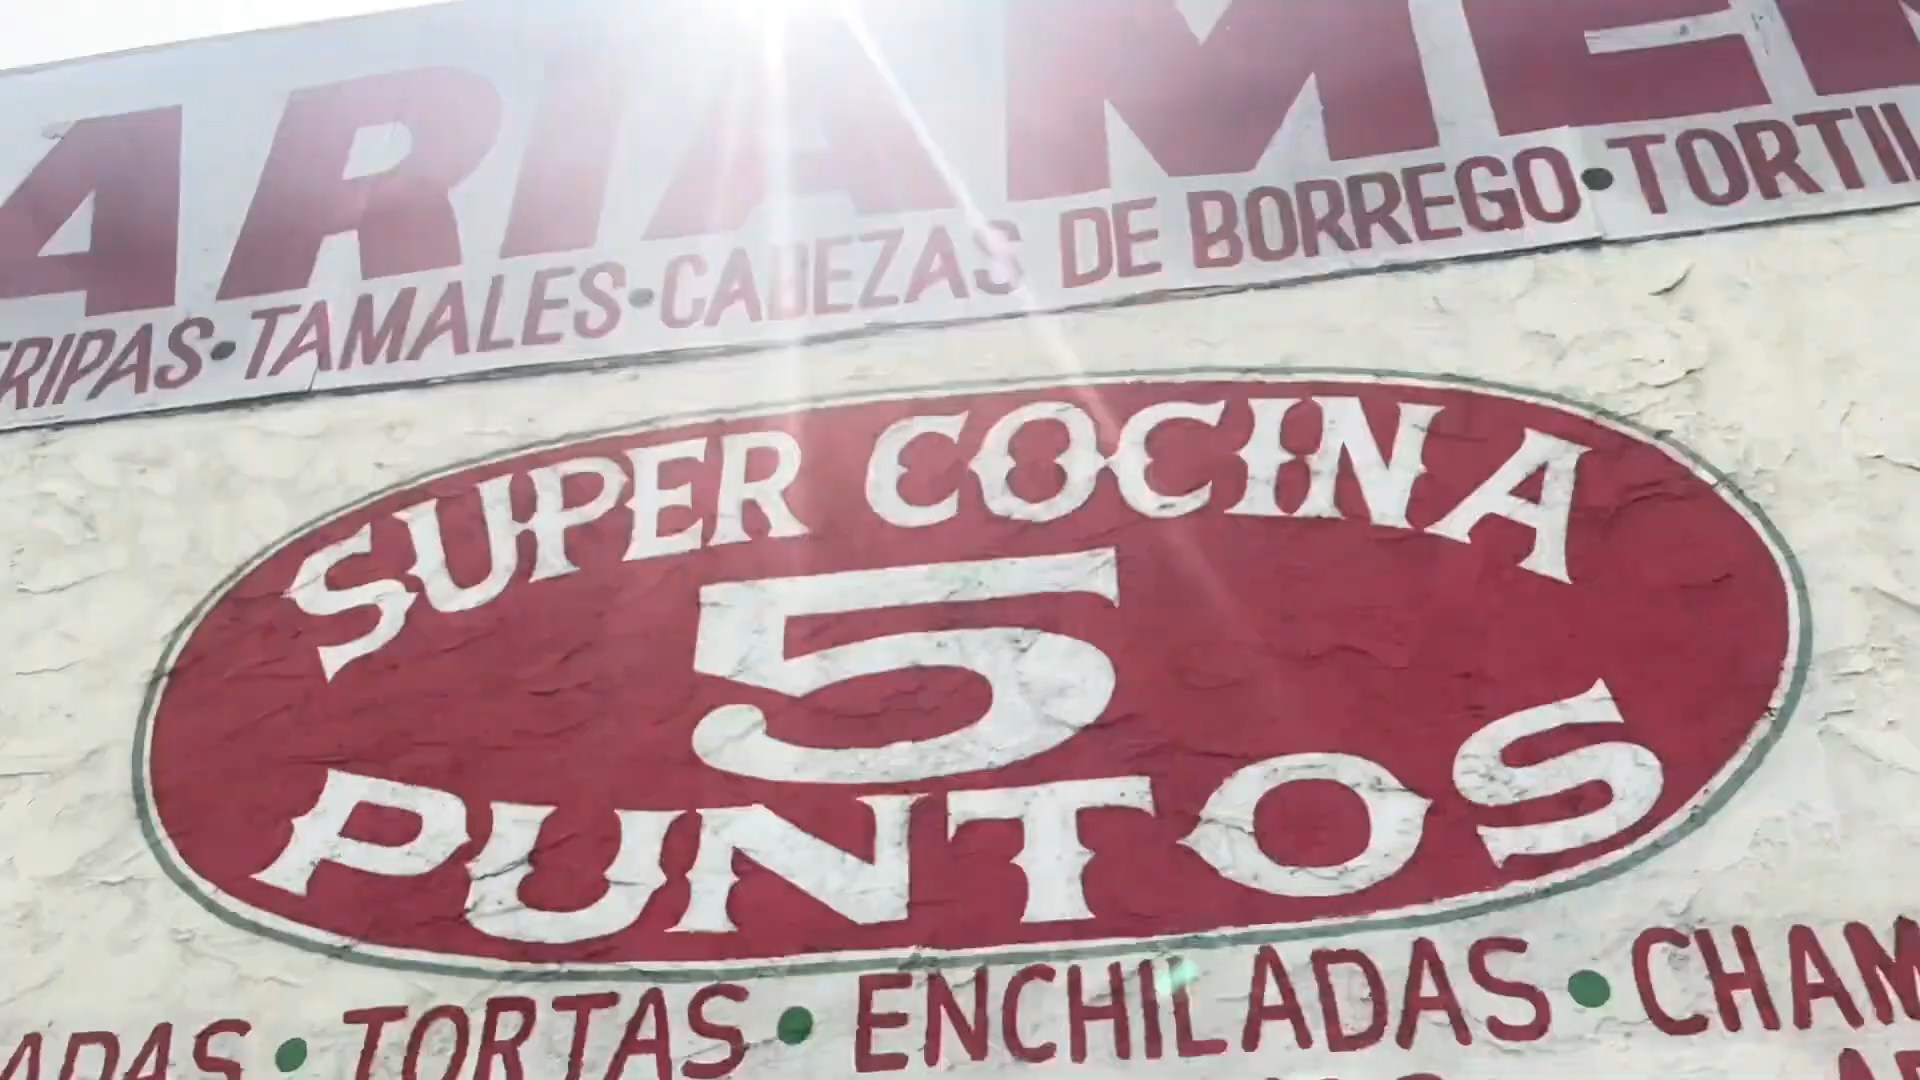 TRIPAS • TAMALES • CABEZAS DE BORREGO •
SUPER COCINA
5
PUNTOS
• TORTAS • ENCHILADAS •